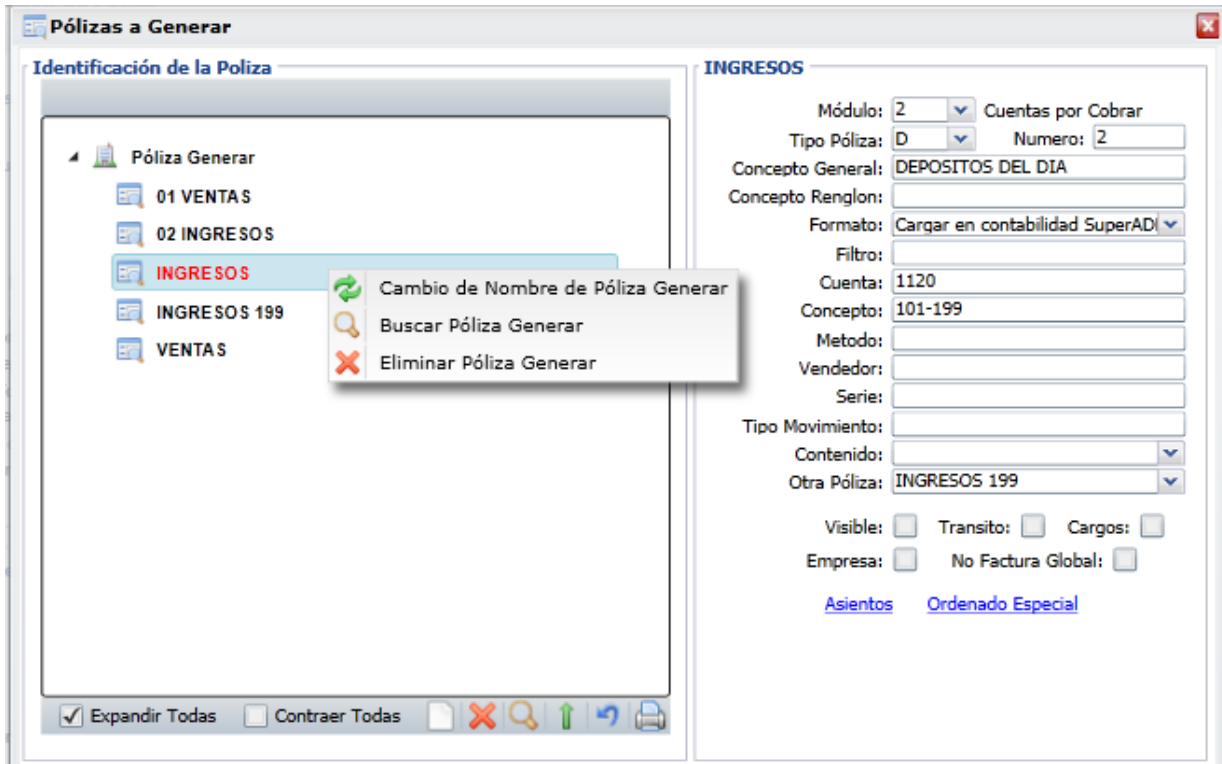 Pólizas a Generar
Identificación de la Poliza
Póliza Generar
01 VENTAS
02 INGRESOS
INGRESOS
INGRESOS 199
VENTAS
Cambio de Nombre de Póliza Generar
Buscar Póliza Generar
Eliminar Póliza Generar
Expandir Todas Contraer Todas
INGRESOS
Módulo: 2 Cuentas por Cobrar
Tipo Póliza: D Numero: 2
Concepto General: DEPOSITOS DEL DIA
Concepto Renglon:
Formato: Cargar en contabilidad SuperAD
Filtro:
Cuenta: 1120
Concepto: 101-199
Metodo:
Vendedor:
Serie:
Tipo Movimiento:
Contenido:
Otra Póliza: INGRESOS 199
Visible: Transito: Cargos:
Empresa: No Factura Global:
Asientos Ordenado Especial